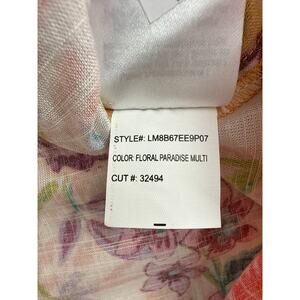 STYLE#: LM8B67EE9P07
COLOR: FLORAL PARADISE MULTI
CUT #: 32494